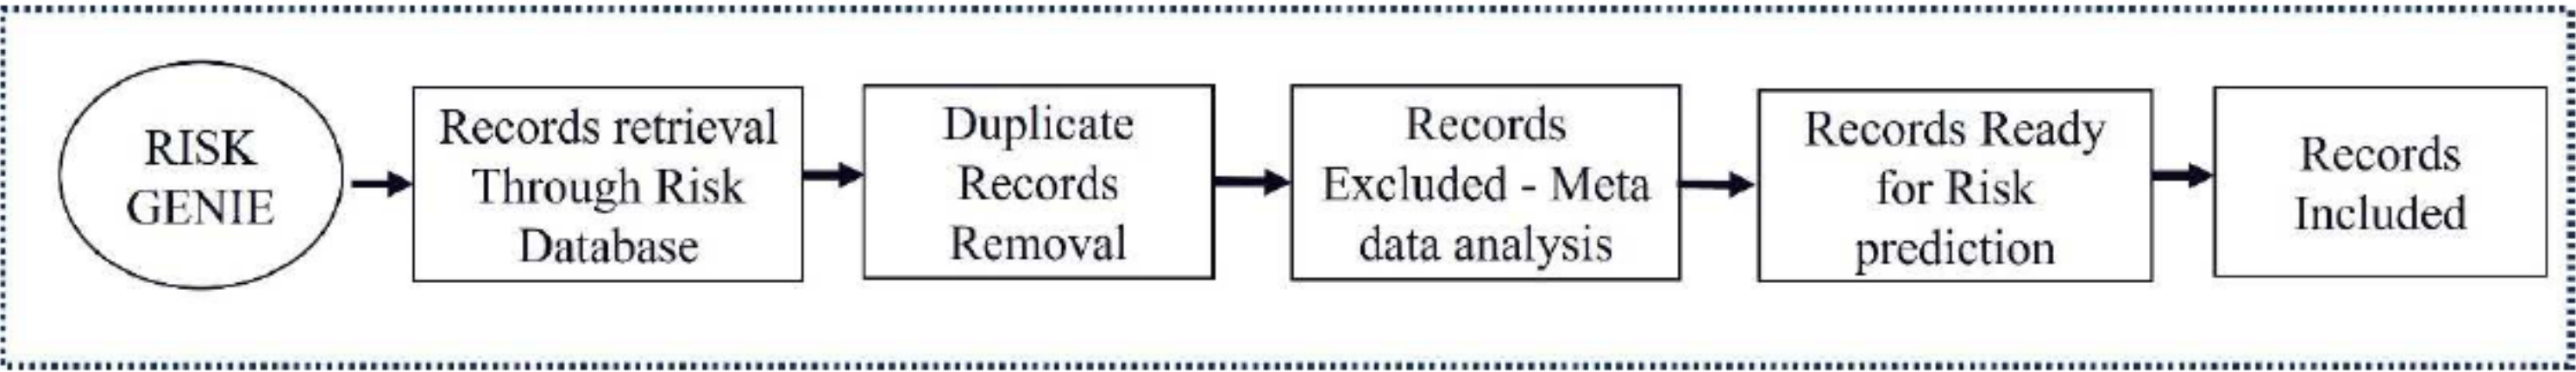 RISK
GENIE
Records retrieval
Through Risk
Database
Duplicate
Records
Removal
Records
Excluded - Meta
data analysis
Records Ready
for Risk
prediction
Records
Included